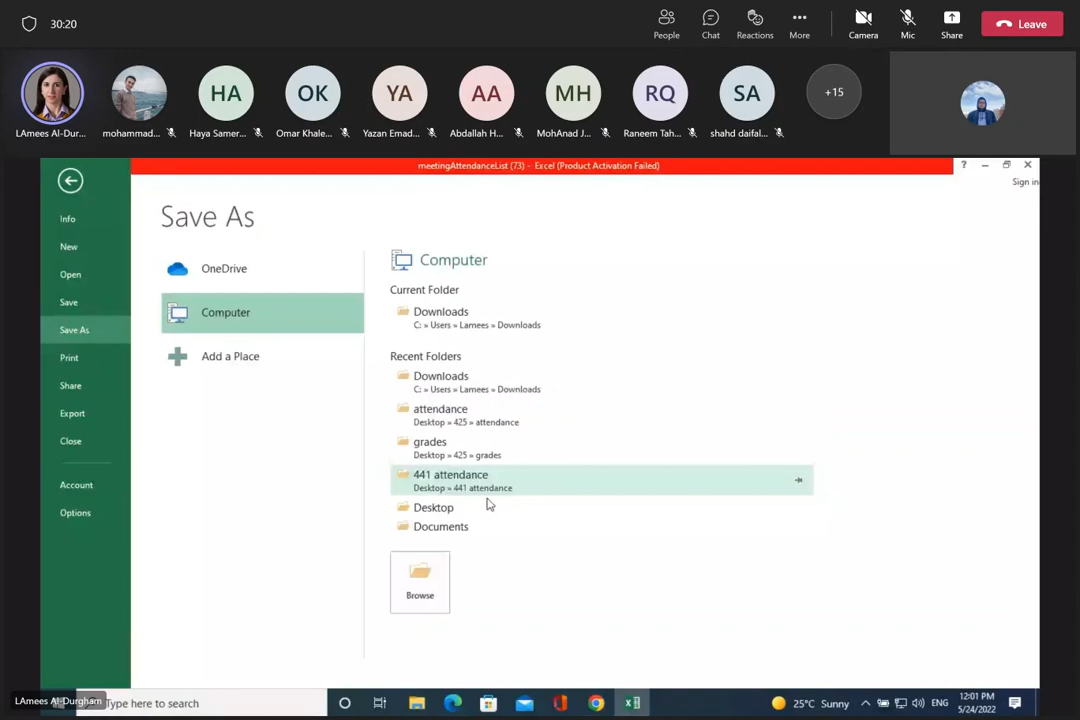 30:20
People
Chat
Reactions
More
Camera
Mic
Share
Leave
HA
OK
YA
AA
MH
RQ
SA
+15
LAmees Al-Dur...
mohammad...
Haya Samer...
Omar Khale...
Yazan Emad...
Abdallah H...
MohAnad J...
Raneem Tah...
shahd daifal...
meetingAttendanceList (73) - Excel (Product Activation Failed)
?
Sign in
Info
New
Open
Save
Save As
Print
Share
Export
Close
Account
Options
Save As
OneDrive
Computer
Add a Place
Computer
Current Folder
Downloads
C: » Users » Lamees » Downloads
Recent Folders
Downloads
C: » Users » Lamees » Downloads
attendance
Desktop » 425 » attendance
grades
Desktop » 425 » grades
441 attendance
Desktop » 441 attendance
Desktop
Documents
Browse
LAmees Al-Durgham
Type here to search
25°C Sunny
ENG
12:01 PM
5/24/2022